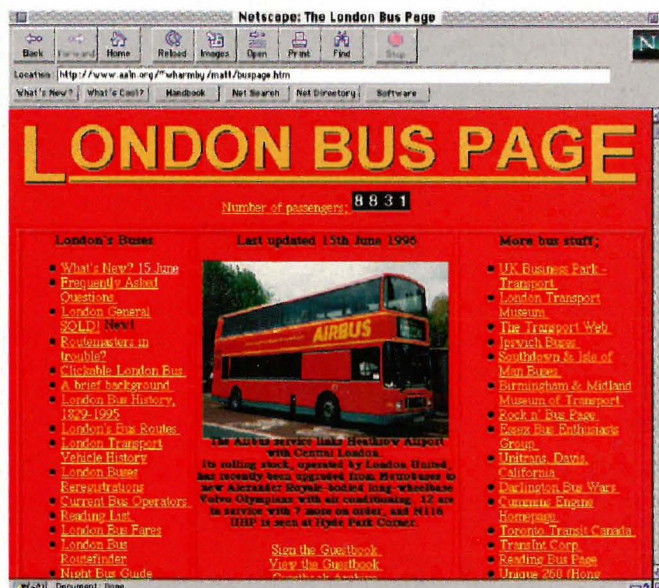 Netscape: The London Bus Page
Back Forward Home Reload Images Open Print Find Stop
N
Location: http://www.aaln.org/~wharmby/matt/buspage.htm
What's New? What's Cool? Handbook Net Search Net Directory Software
LONDON BUS PAGE
Number of passengers: 8831
London's Buses
What's New? 15 June
Frequently Asked
Questions
London General
SOLD! New!
Routemasters in
trouble?
Clickable London Bus
A brief background
London Bus History,
1829-1995
London's Bus Routes
London Transport
Vehicle History
London Buses
Reregistrations
Current Bus Operators
Reading List
London Bus Fares
London Bus
Routefinder
Night Bus Guide
Last updated 15th June 1996
AIRBUS
The Airbus service links Heathrow Airport
with Central London.
Its rolling stock, operated by London United,
has recently been upgraded from Metrobuses to
new Alexander Royale-bodied long-wheelbase
Volvo Olympians with air conditioning. 12 are
in service with 7 more on order, and N116
UHP is seen at Hyde Park Corner.
Sign the Guestbook
View the Guestbook
Guestbook Archive
More bus stuff;
UK Business Park -
Transport
London Transport
Museum
The Transport Web
Ipswich Buses
Southdown & Isle of
Man Buses
Birmingham & Midland
Museum of Transport
Rock n' Bus Page
Essex Bus Enthusiasts
Group
Unitrans, Davis,
California
Darlington Bus Wars
Cummins Engine
Homepage
Toronto Transit Canada
TransInt Corp.
Reading Bus Page
Unique 260 /Hong
Document: Done